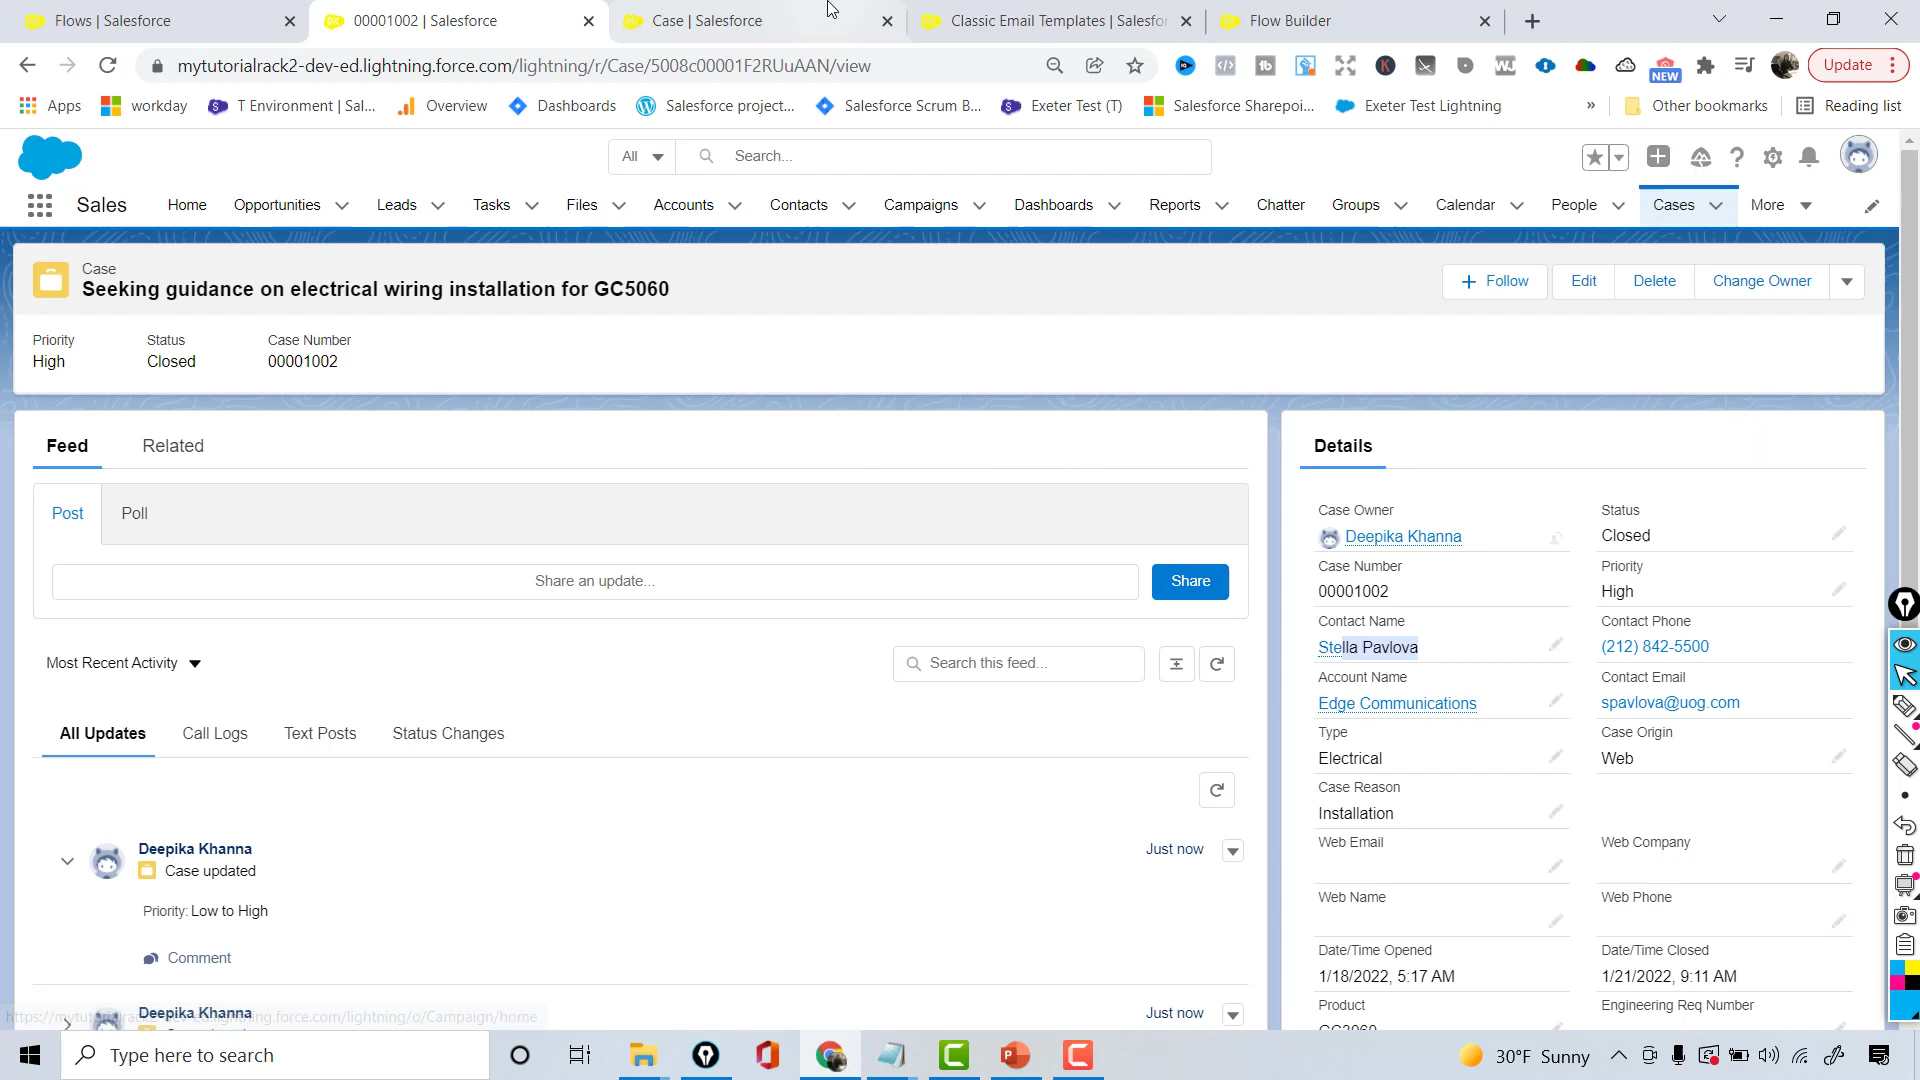 Flows | Salesforce
00001002 | Salesforce
Case | Salesforce
Classic Email Templates | Salesfo
Flow Builder
mytutorialrack2-dev-ed.lightning.force.com/lightning/r/Case/5008c00001F2RUuAAN/view
NEW
Update
Apps
workday
T Environment | Sal...
Overview
Dashboards
Salesforce project...
Salesforce Scrum B...
Exeter Test (T)
Salesforce Sharepoi...
Exeter Test Lightning
»
Other bookmarks
Reading list
All
Search...
Sales
Home
Opportunities
Leads
Tasks
Files
Accounts
Contacts
Campaigns
Dashboards
Reports
Chatter
Groups
Calendar
People
Cases
More
Case
Seeking guidance on electrical wiring installation for GC5060
Follow
Edit
Delete
Change Owner
Priority
High
Status
Closed
Case Number
00001002
Feed
Related
Post
Poll
Share an update...
Share
Most Recent Activity
Search this feed...
All Updates
Call Logs
Text Posts
Status Changes
Deepika Khanna
Case updated
Just now
Priority: Low to High
Comment
Deepika Khanna
Just now
https://mytutorialrack2-dev-ed.lightning.force.com/lightning/o/Campaign/home
Details
Case Owner
Deepika Khanna
Status
Closed
Case Number
00001002
Priority
High
Contact Name
Stella Pavlova
Contact Phone
(212) 842-5500
Account Name
Edge Communications
Contact Email
spavlova@uog.com
Type
Electrical
Case Origin
Web
Case Reason
Installation
Web Email
Web Company
Web Name
Web Phone
Date/Time Opened
1/18/2022, 5:17 AM
Date/Time Closed
1/21/2022, 9:11 AM
Product
Engineering Req Number
Type here to search
30°F Sunny